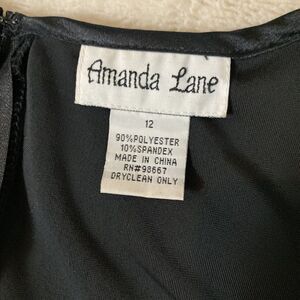 Amanda Lane
12
90%POLYESTER
10%SPANDEX
MADE IN CHINA
RN#98667
DRYCLEAN ONLY